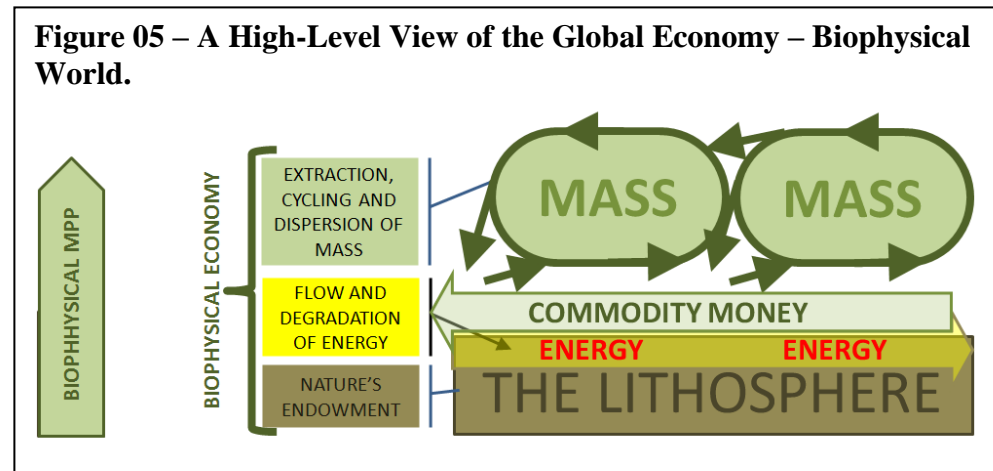 Figure 05 – A High-Level View of the Global Economy – Biophysical
World.
BIOPHHYSICAL MPP
BIOPHYSICAL ECONOMY
EXTRACTION,
CYCLING AND
DISPERSION OF
MASS
FLOW AND
DEGRADATION
OF ENERGY
NATURE'S
ENDOWMENT
MASS
MASS
COMMODITY MONEY
ENERGY
ENERGY
THE LITHOSPHERE